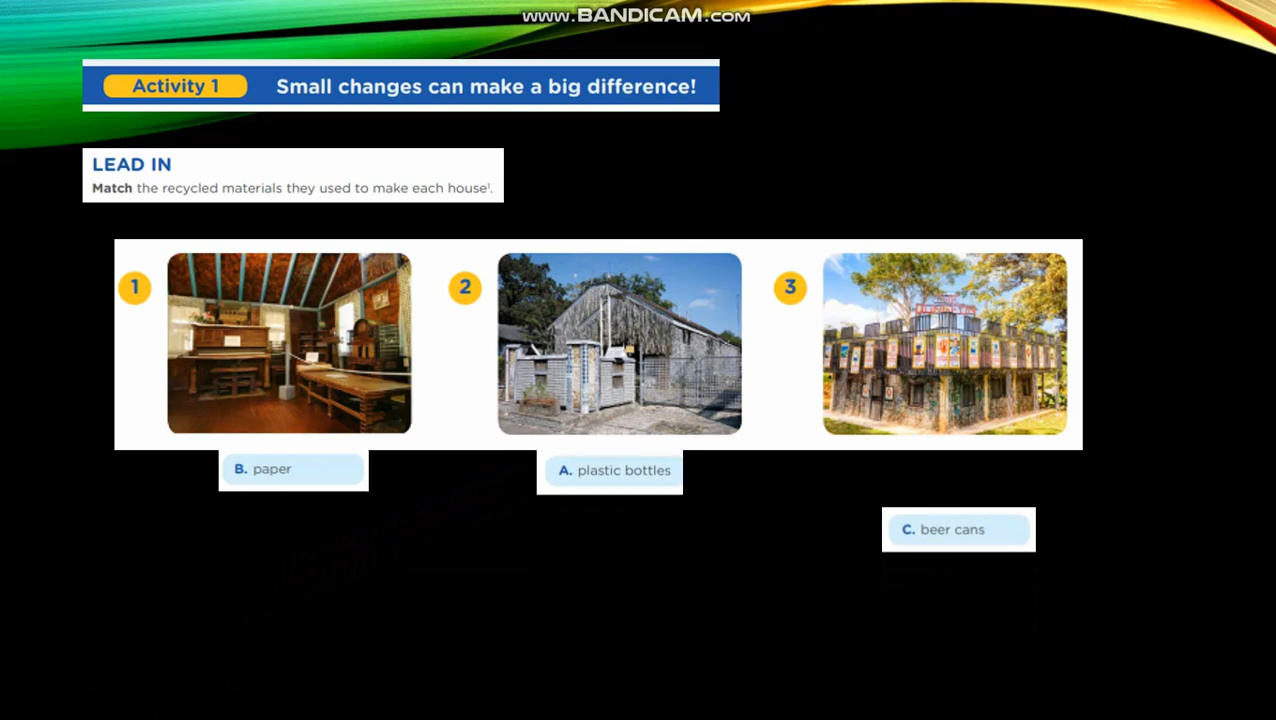 www.BANDICAM.com
Activity 1 Small changes can make a big difference!
LEAD IN
Match the recycled materials they used to make each house¹.
1
2
3
B. paper
A. plastic bottles
C. beer cans